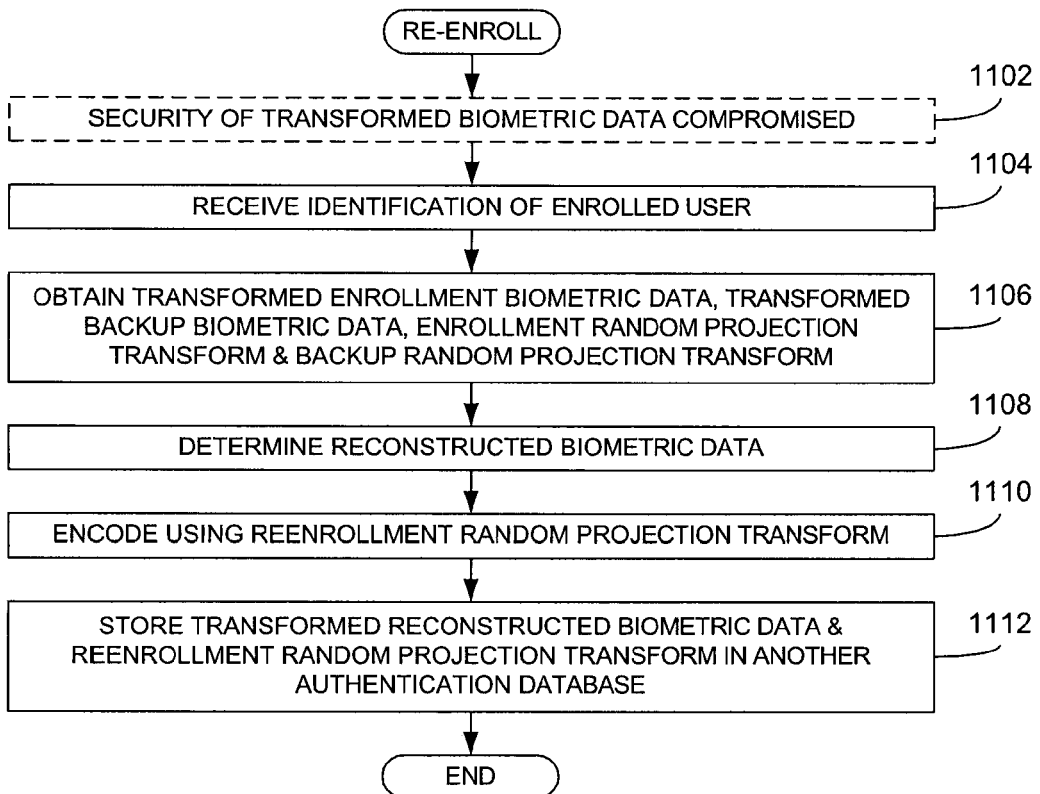 RE-ENROLL
1102
SECURITY OF TRANSFORMED BIOMETRIC DATA COMPROMISED
1104
RECEIVE IDENTIFICATION OF ENROLLED USER
1106
OBTAIN TRANSFORMED ENROLLMENT BIOMETRIC DATA, TRANSFORMED
BACKUP BIOMETRIC DATA, ENROLLMENT RANDOM PROJECTION
TRANSFORM & BACKUP RANDOM PROJECTION TRANSFORM
1108
DETERMINE RECONSTRUCTED BIOMETRIC DATA
1110
ENCODE USING REENROLLMENT RANDOM PROJECTION TRANSFORM
1112
STORE TRANSFORMED RECONSTRUCTED BIOMETRIC DATA &
REENROLLMENT RANDOM PROJECTION TRANSFORM IN ANOTHER
AUTHENTICATION DATABASE
END